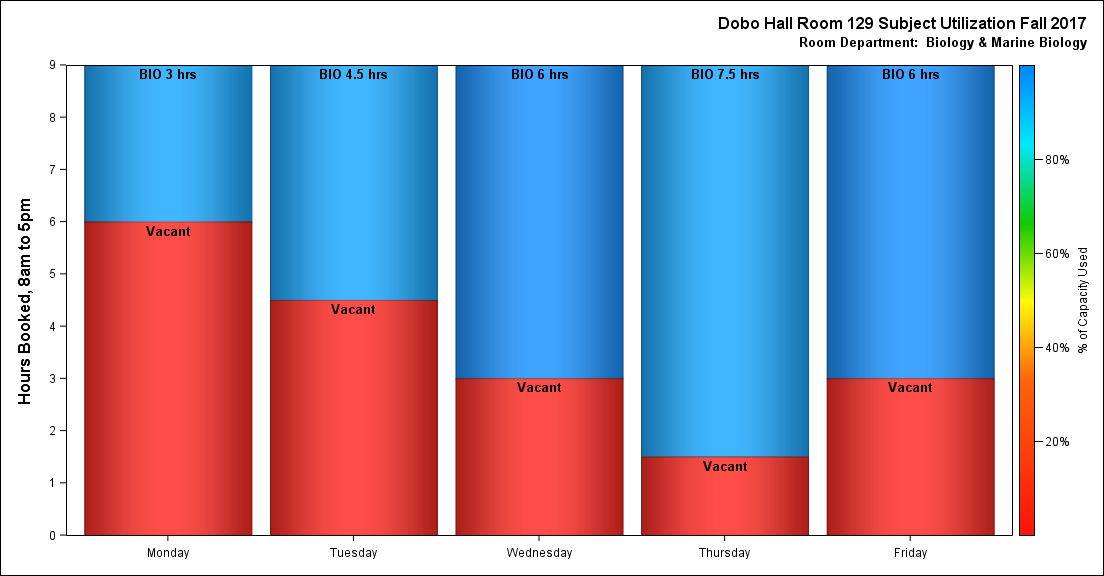 Dobo Hall Room 129 Subject Utilization Fall 2017
Room Department:  Biology & Marine Biology
Hours Booked, 8am to 5pm
9
8
7
6
5
4
3
2
1
0
BIO 3 hrs
Vacant
BIO 4.5 hrs
Vacant
BIO 6 hrs
Vacant
BIO 7.5 hrs
Vacant
BIO 6 hrs
Vacant
Monday
Tuesday
Wednesday
Thursday
Friday
80%
60%
40%
20%
% of Capacity Used